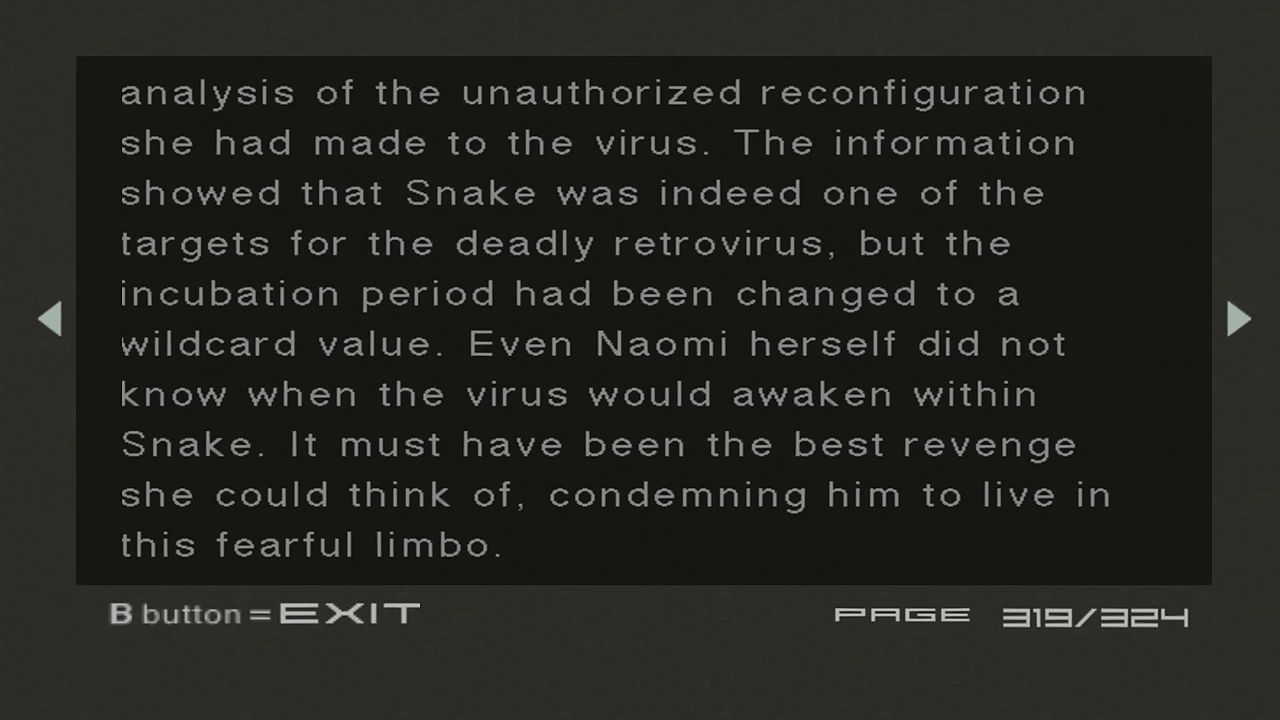 analysis of the unauthorized reconfiguration
she had made to the virus. The information
showed that Snake was indeed one of the
targets for the deadly retrovirus, but the
incubation period had been changed to a
wildcard value. Even Naomi herself did not
know when the virus would awaken within
Snake. It must have been the best revenge
she could think of, condemning him to live in
this fearful limbo.
B button = EXIT
PAGE 319/324